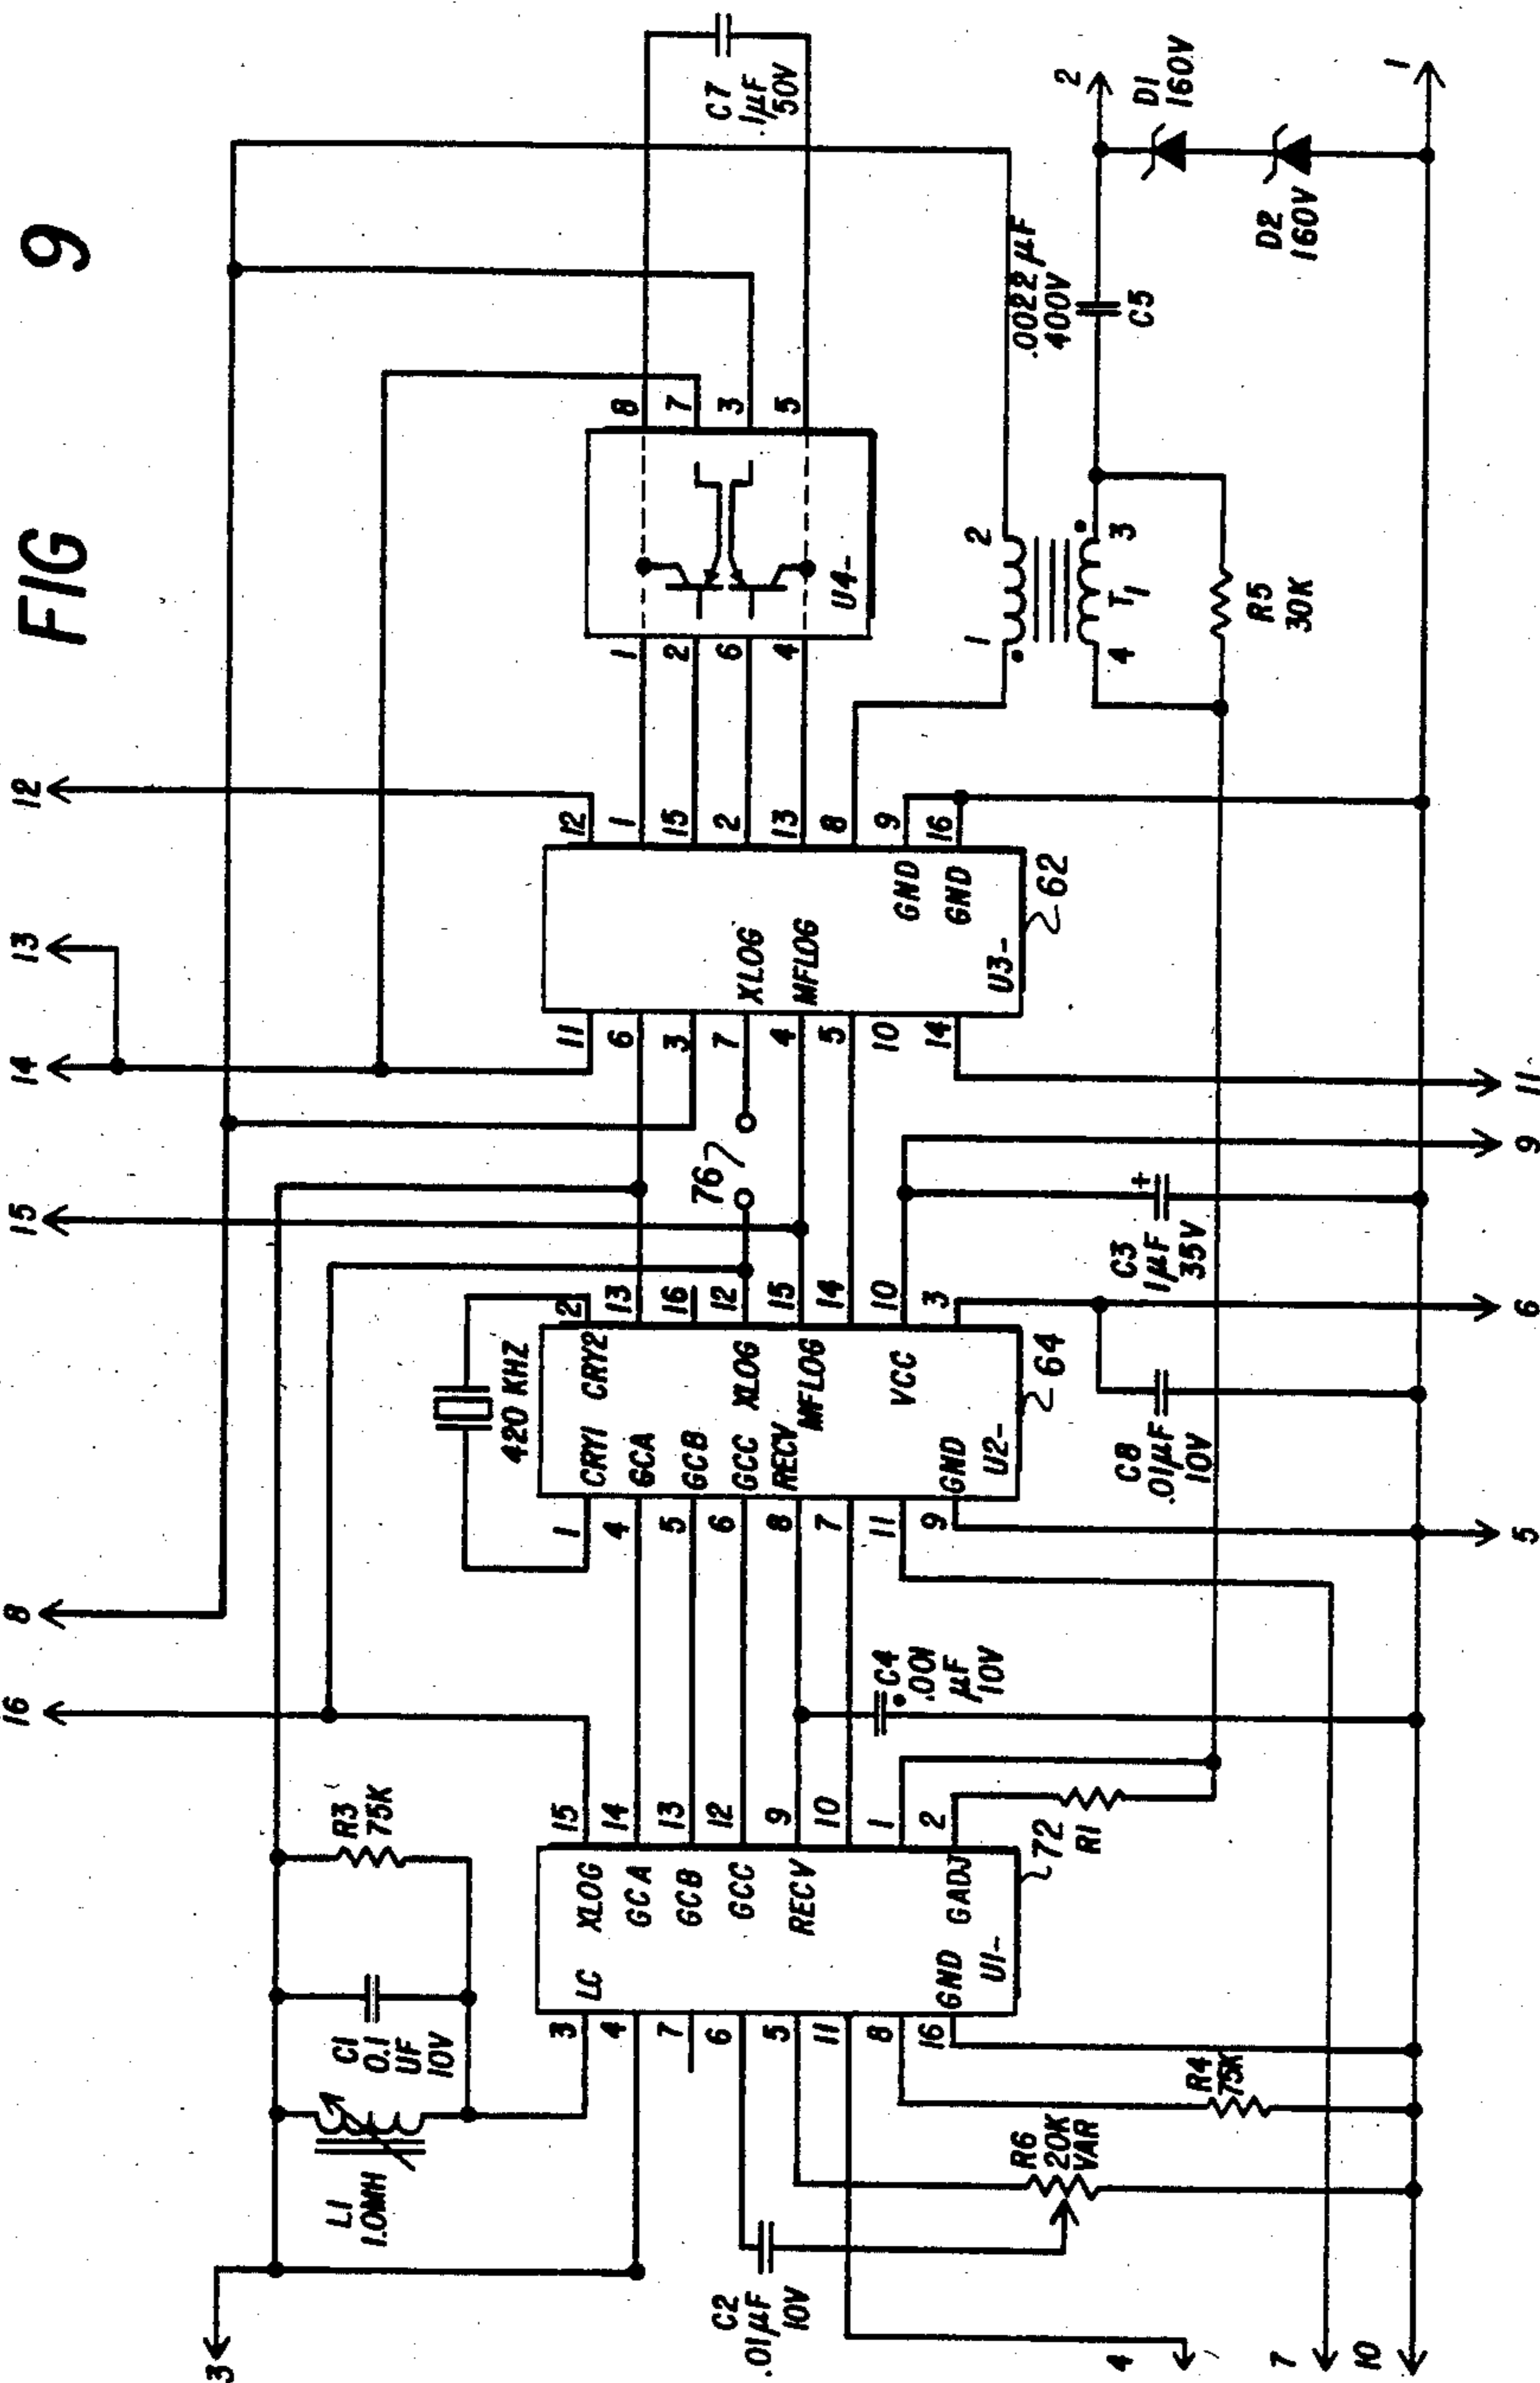 FIG 9
16
8
15
14
13
12
3
L1
1.0MH
C1
0.1
UF
10V
R3
75K
420 KHZ
3
4
7
6
5
11
8
16
LC
XLOG
GCA
GCB
GCC
RECV
GADJ
GND
U1-
15
14
13
12
9
10
1
2
72
R1
C2
.01µF
10V
R6
20K
VAR
R4
75K
C4
.001
µF
10V
1
4
5
6
8
7
11
9
CRY1
CRY2
GCA
GCB
GCC
XLOG
RECV
MFLOG
VCC
GND
U2-
2
13
16
12
15
14
10
3
64
76
C8
.01µF
10V
C3
1µF
35V
+
11
6
3
7
4
5
10
14
XLOG
MFLOG
GND
GND
U3-
12
1
15
2
13
8
9
16
62
1
2
6
4
U4-
8
7
3
5
C7
.1µF
50V
1
2
4
3
T1
R5
30K
.0022µF
400V
C5
2
D1
160V
D2
160V
1
4
7
10
5
6
9
11